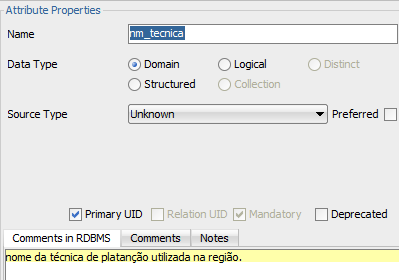 Attribute Properties
Name nm_tecnica
Data Type Domain Logical Distinct
Structured Collection
Source Type Unknown Preferred
Primary UID Relation UID Mandatory Deprecated
Comments in RDBMS Comments Notes
nome da técnica de platanção utilizada na região.